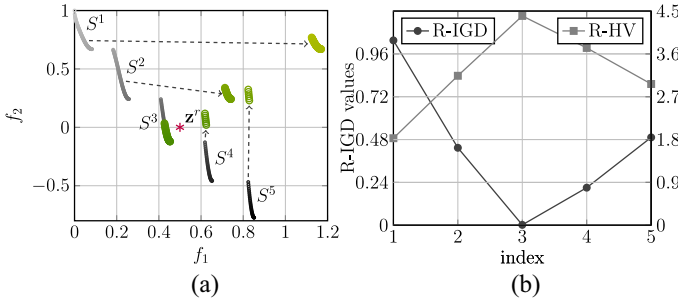 1
0.5
0
−0.5
f₂
S¹
S²
S³
zʳ
S⁴
S⁵
0 0.2 0.4 0.6 0.8 1 1.2
f₁
(a)
R-IGD R-HV
0.96
0.72
0.48
0.24
0
R-IGD values
4.5
3.6
2.7
1.8
0.9
0
1 2 3 4 5
index
(b)